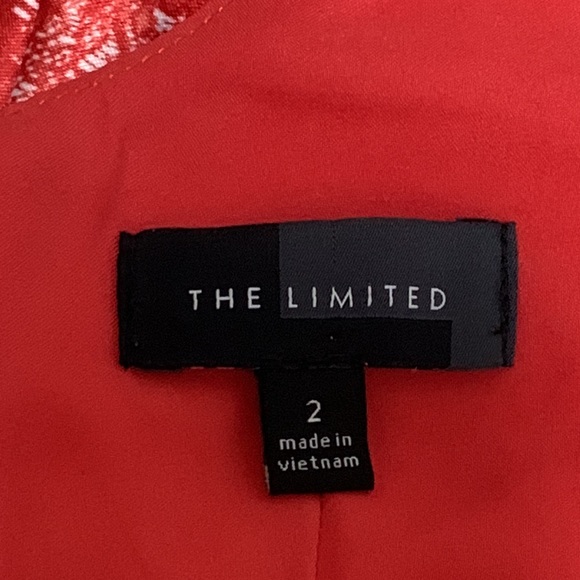 THE LIMITED
2
made in
vietnam